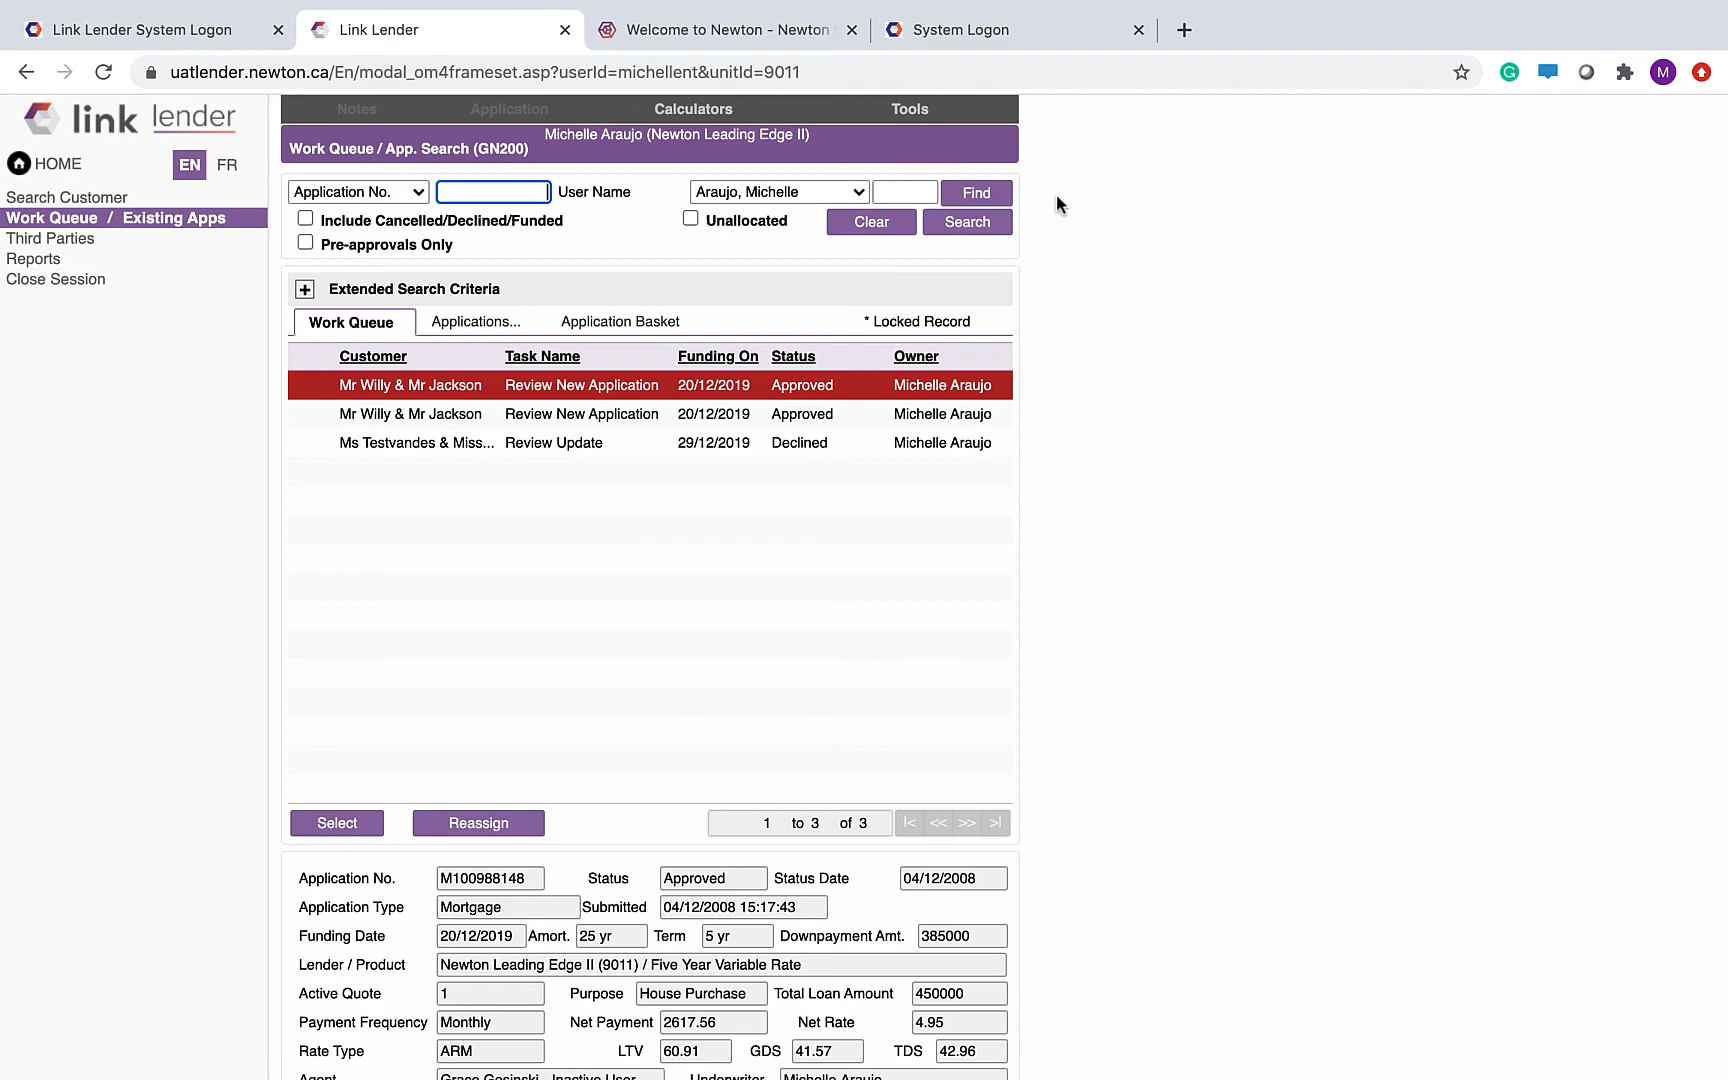 Link Lender System Logon
Link Lender
Welcome to Newton - Newton
System Logon
uatlender.newton.ca/En/modal_om4frameset.asp?userId=michellent&unitId=9011
M
link lender
HOME
EN FR
Search Customer
Work Queue / Existing Apps
Third Parties
Reports
Close Session
Notes Application Calculators Tools
Michelle Araujo (Newton Leading Edge II)
Work Queue / App. Search (GN200)
Application No. User Name Araujo, Michelle Find
Include Cancelled/Declined/Funded Unallocated Clear Search
Pre-approvals Only
+ Extended Search Criteria
Work Queue Applications... Application Basket * Locked Record
Customer Task Name Funding On Status Owner
Mr Willy & Mr Jackson Review New Application 20/12/2019 Approved Michelle Araujo
Mr Willy & Mr Jackson Review New Application 20/12/2019 Approved Michelle Araujo
Ms Testvandes & Miss... Review Update 29/12/2019 Declined Michelle Araujo
Select Reassign 1 to 3 of 3 |< << >> >|
Application No. M100988148 Status Approved Status Date 04/12/2008
Application Type Mortgage Submitted 04/12/2008 15:17:43
Funding Date 20/12/2019 Amort. 25 yr Term 5 yr Downpayment Amt. 385000
Lender / Product Newton Leading Edge II (9011) / Five Year Variable Rate
Active Quote 1 Purpose House Purchase Total Loan Amount 450000
Payment Frequency Monthly Net Payment 2617.56 Net Rate 4.95
Rate Type ARM LTV 60.91 GDS 41.57 TDS 42.96
Agent Grace Gosinski - Inactive User Underwriter Michelle Araujo